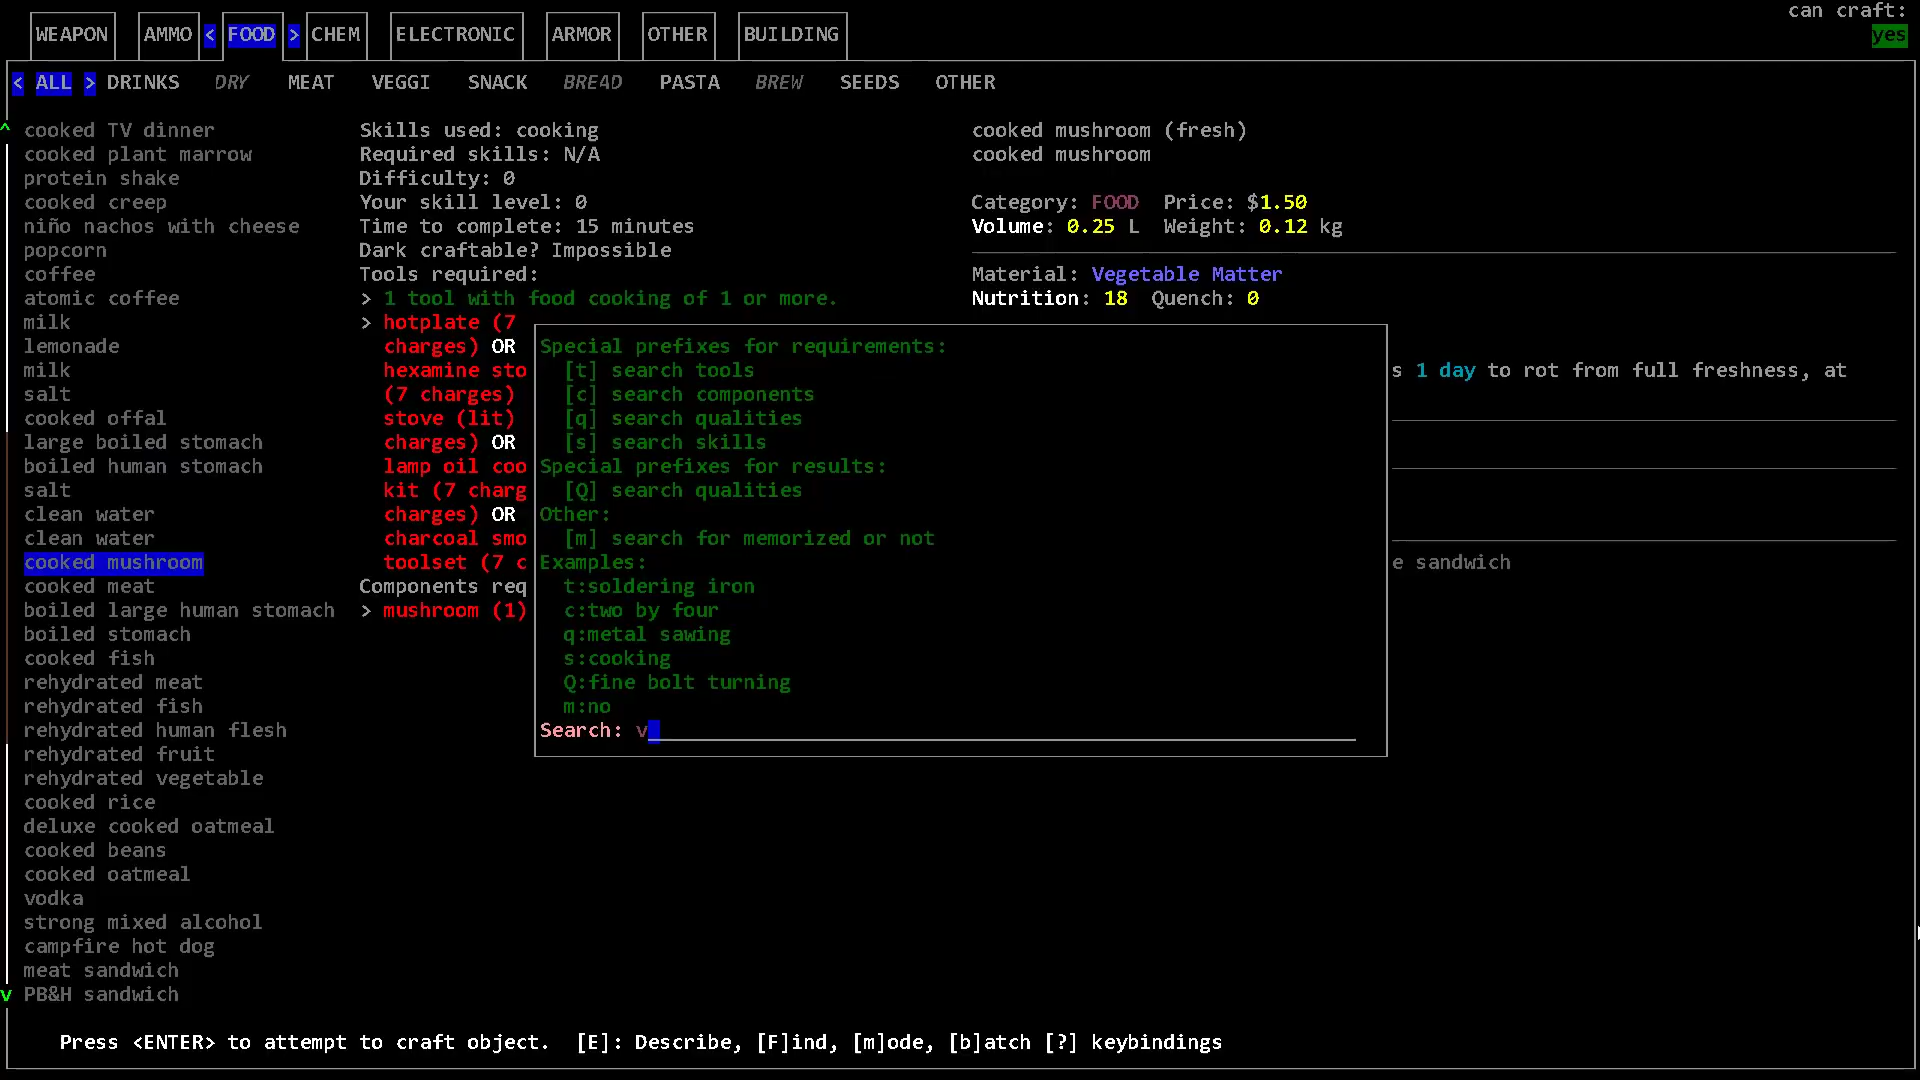 can craft:
WEAPON AMMO < FOOD > CHEM ELECTRONIC ARMOR OTHER BUILDING yes
< ALL > DRINKS DRY MEAT VEGGI SNACK BREAD PASTA BREW SEEDS OTHER
^ cooked TV dinner Skills used: cooking cooked mushroom (fresh)
cooked plant marrow Required skills: N/A cooked mushroom
protein shake Difficulty: 0
cooked creep Your skill level: 0 Category: FOOD Price: $1.50
niño nachos with cheese Time to complete: 15 minutes Volume: 0.25 L Weight: 0.12 kg
popcorn Dark craftable? Impossible
coffee Tools required: Material: Vegetable Matter
atomic coffee > 1 tool with food cooking of 1 or more. Nutrition: 18 Quench: 0
milk > hotplate (7
lemonade charges) OR Special prefixes for requirements:
milk hexamine sto [t] search tools s 1 day to rot from full freshness, at
salt (7 charges) [c] search components
cooked offal stove (lit) [q] search qualities
large boiled stomach charges) OR [s] search skills
boiled human stomach lamp oil coo Special prefixes for results:
salt kit (7 charg [Q] search qualities
clean water charges) OR Other:
clean water charcoal smo [m] search for memorized or not
cooked mushroom toolset (7 c Examples: e sandwich
cooked meat Components req t:soldering iron
boiled large human stomach > mushroom (1) c:two by four
boiled stomach q:metal sawing
cooked fish s:cooking
rehydrated meat Q:fine bolt turning
rehydrated fish m:no
rehydrated human flesh Search: v
rehydrated fruit
rehydrated vegetable
cooked rice
deluxe cooked oatmeal
cooked beans
cooked oatmeal
vodka
strong mixed alcohol
campfire hot dog
meat sandwich
v PB&H sandwich
Press <ENTER> to attempt to craft object. [E]: Describe, [F]ind, [m]ode, [b]atch [?] keybindings